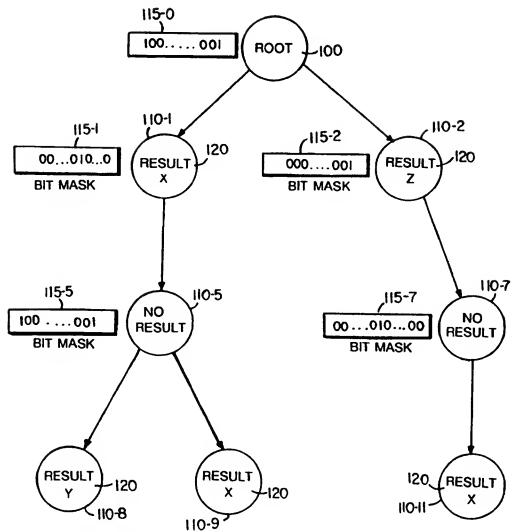 115-0
100.....001
ROOT
100
110-1
115-1
00...010...0
BIT MASK
RESULT
X
120
115-2
000....001
BIT MASK
110-2
RESULT
Z
120
115-5
100....001
BIT MASK
NO
RESULT
110-5
115-7
00...010...00
BIT MASK
110-7
NO
RESULT
RESULT
Y
120
110-8
RESULT
X
120
110-9
RESULT
X
120
110-11